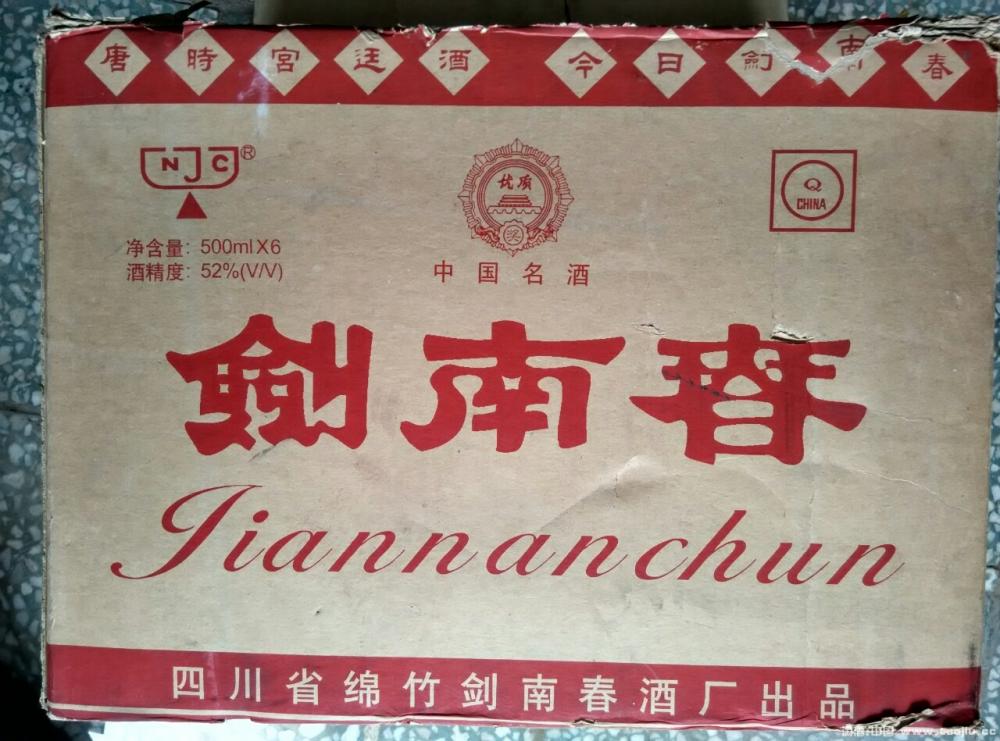 唐時宮廷酒 今日劍南春
NJC®
优质
奖
Q
CHINA
净含量: 500mlX6
酒精度: 52%(V/V)
中国名酒
劍南春
Jiannanchun
四川省绵竹剑南春酒厂出品